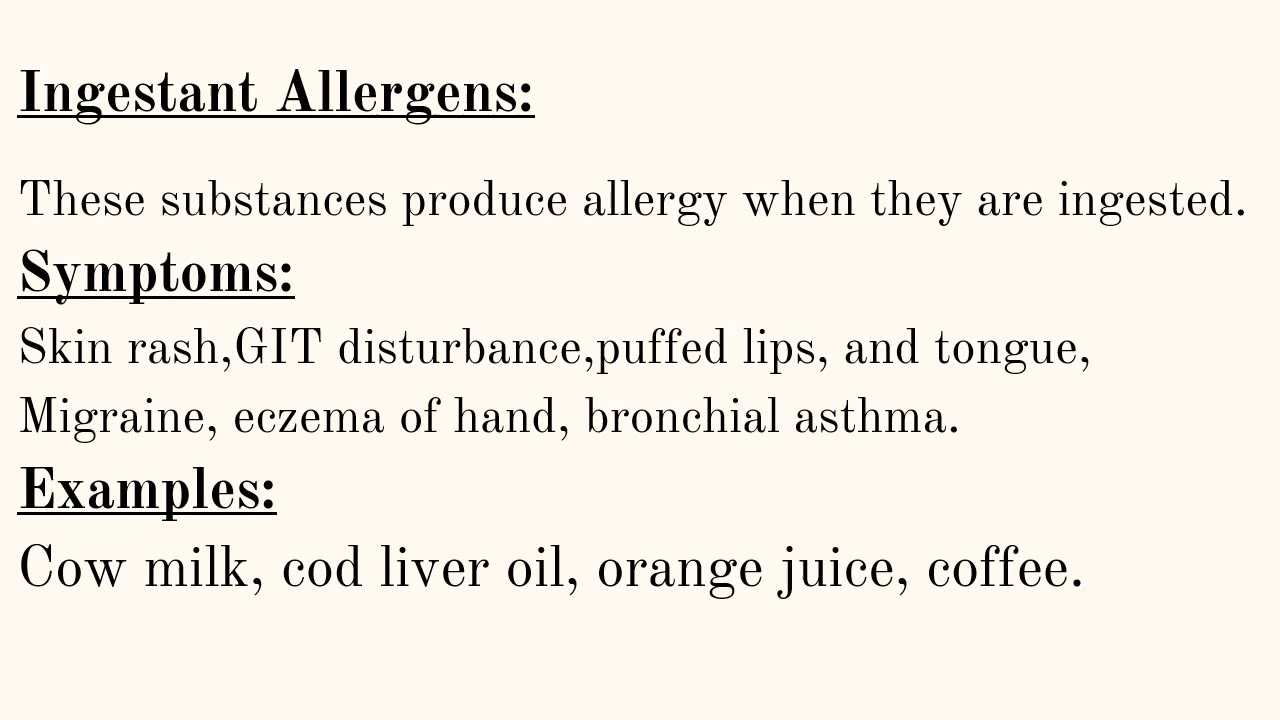 Ingestant Allergens:
These substances produce allergy when they are ingested.
Symptoms:
Skin rash,GIT disturbance,puffed lips, and tongue,
Migraine, eczema of hand, bronchial asthma.
Examples:
Cow milk, cod liver oil, orange juice, coffee.